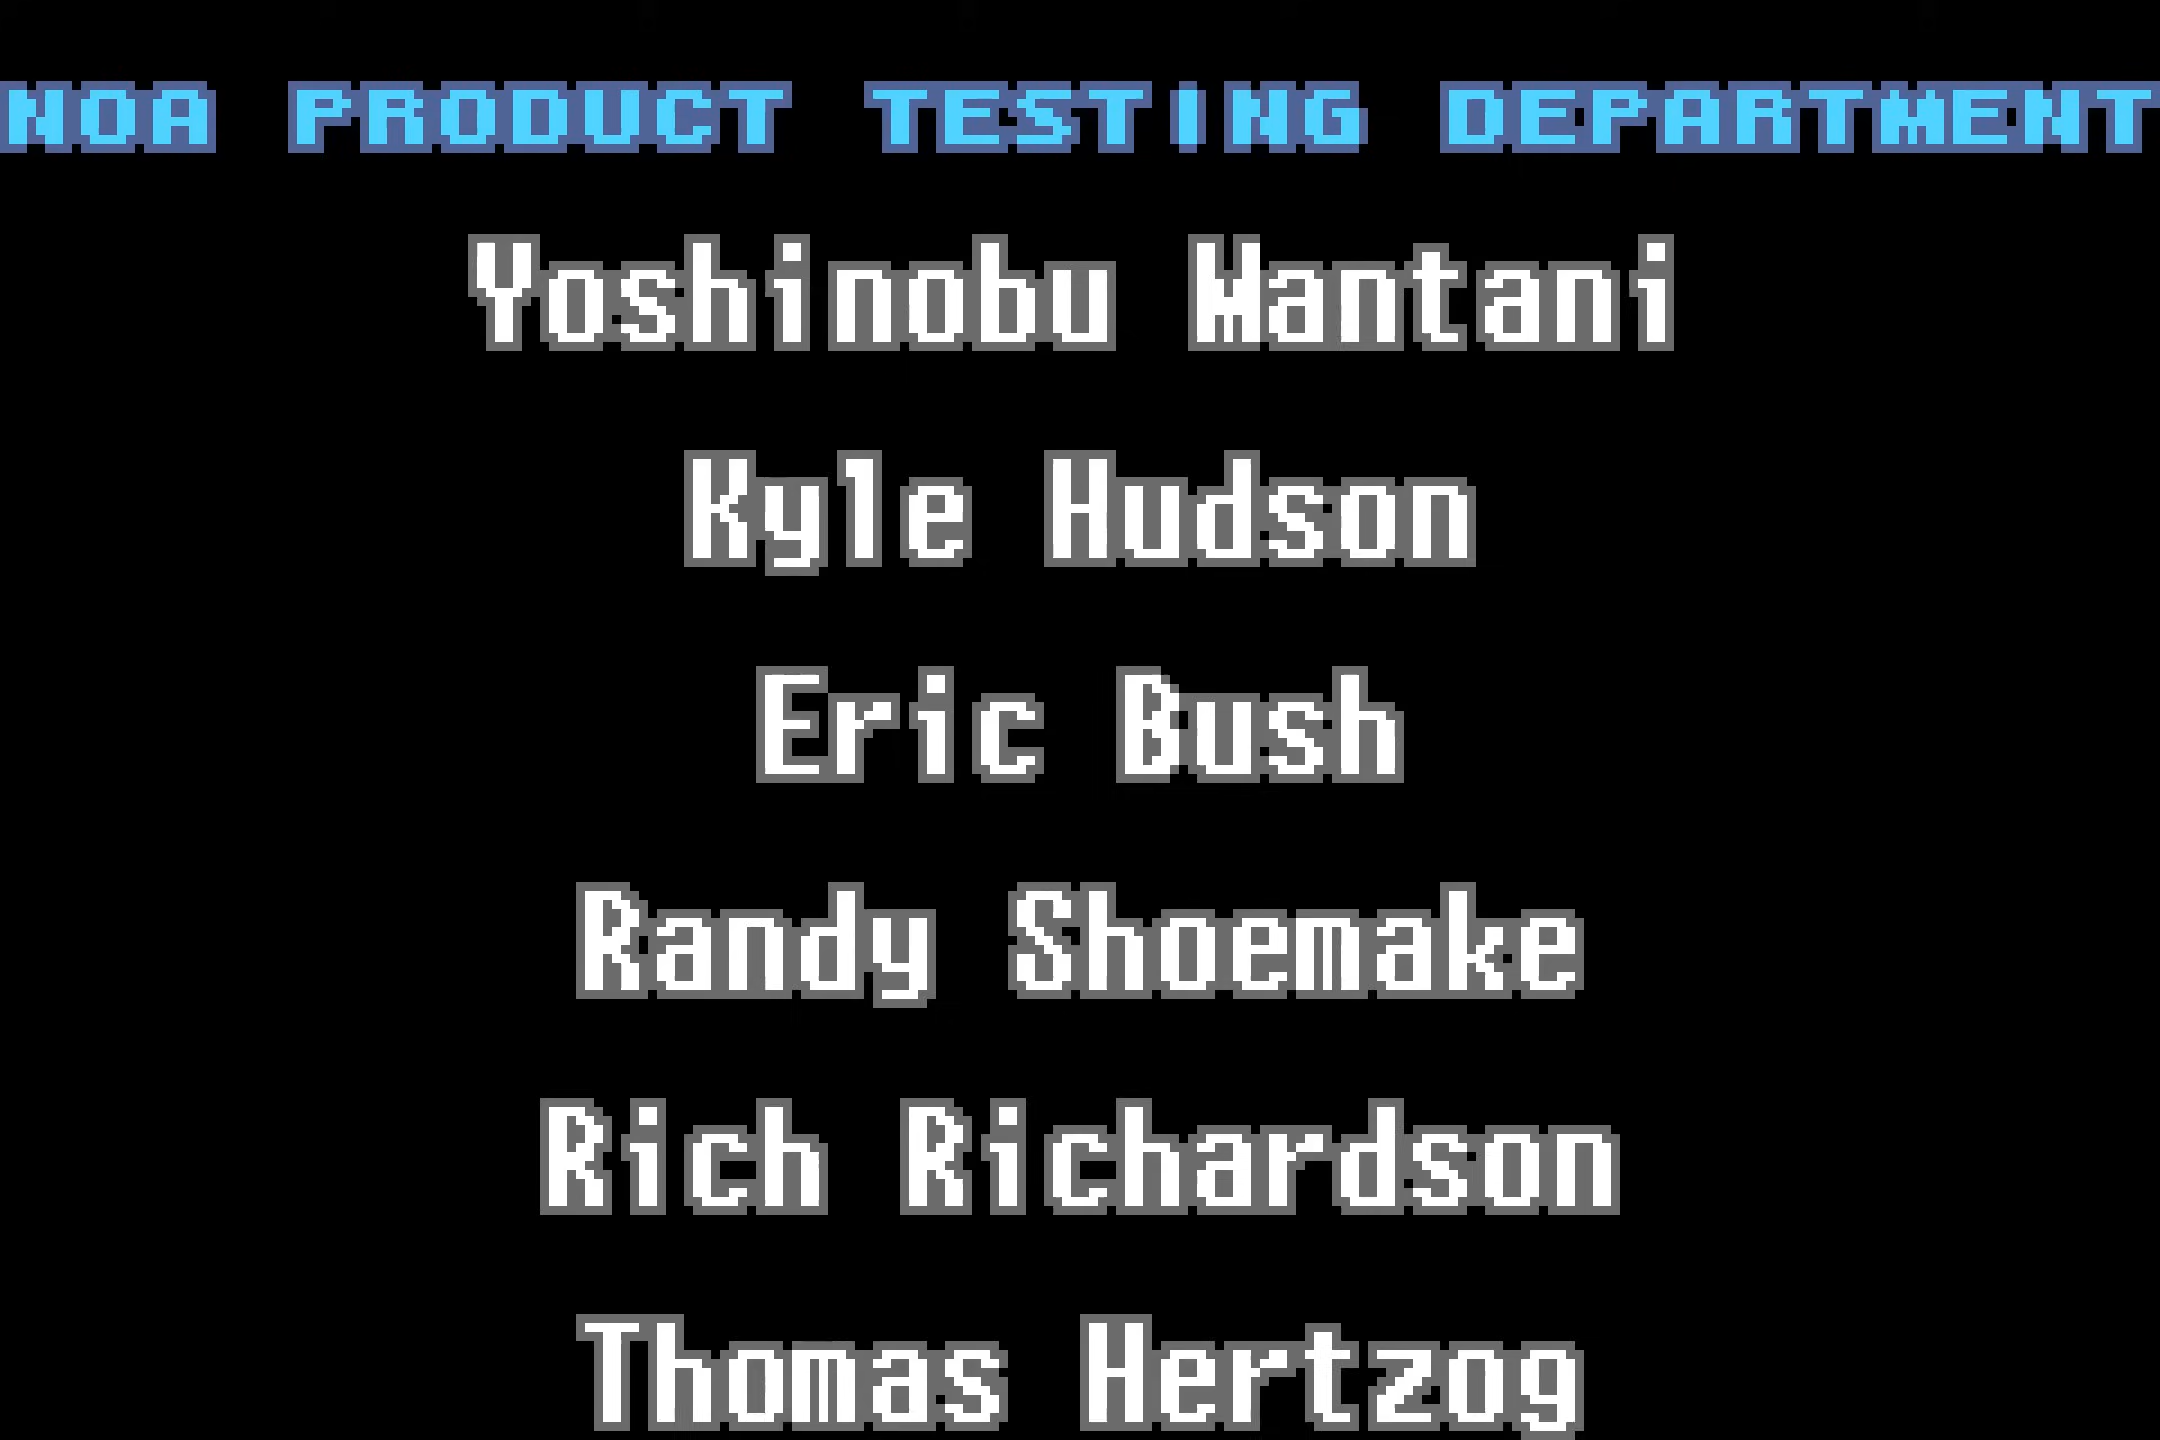 NOA PRODUCT TESTING DEPARTMENT
Yoshinobu Mantani
Kyle Hudson
Eric Bush
Randy Shoemake
Rich Richardson
Thomas Hertzog